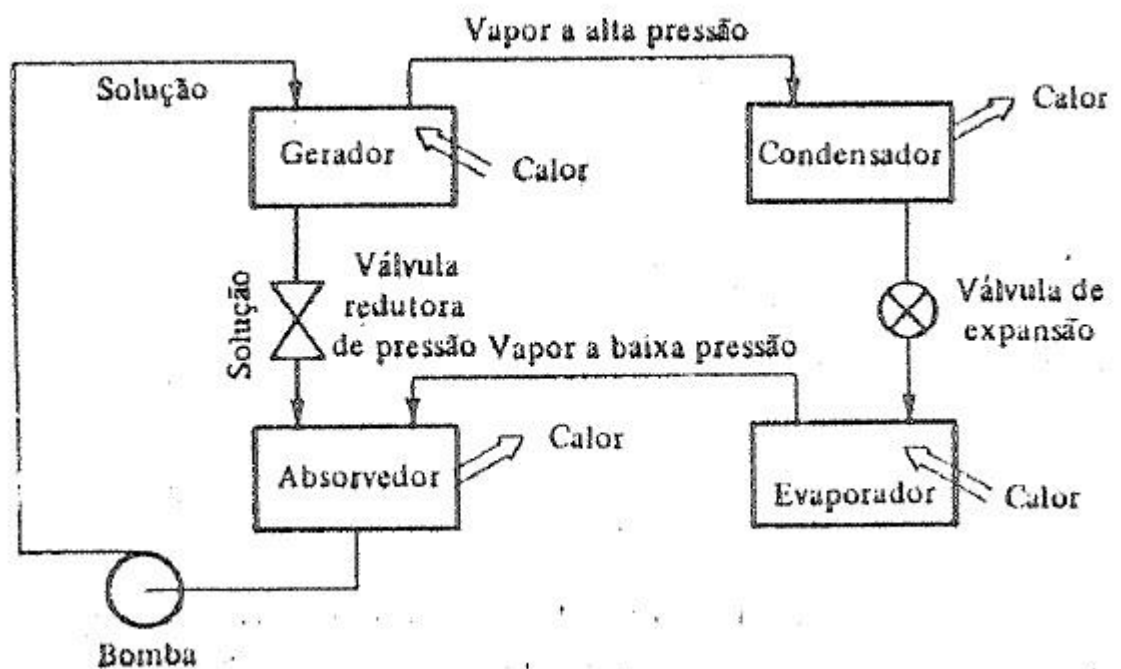 Vapor a alta pressão
Solução
Gerador
Calor
Condensador
Calor
Solução
Válvula
redutora
de pressão
Vapor a baixa pressão
Válvula de
expansão
Absorvedor
Calor
Evaporador
Calor
Bomba